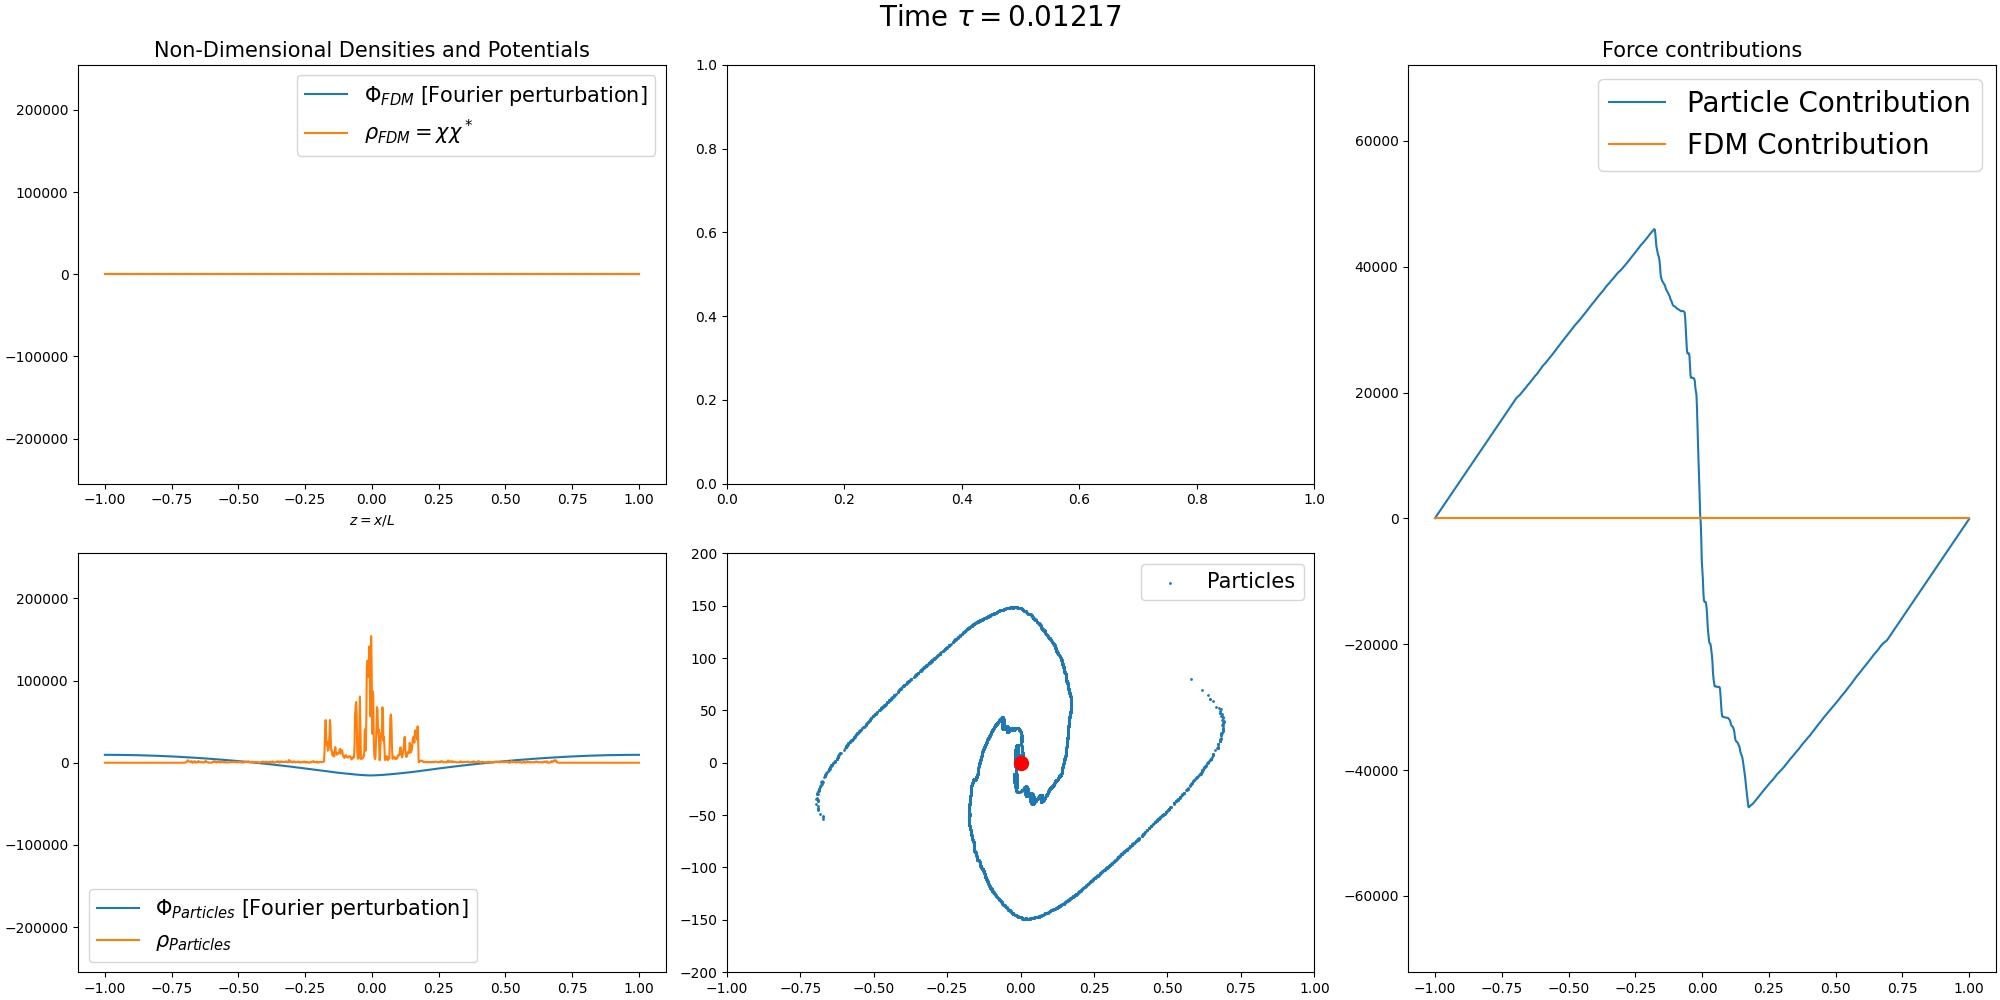 Time τ = 0.01217
Non-Dimensional Densities and Potentials
200000
100000
0
−100000
−200000
−1.00 −0.75 −0.50 −0.25 0.00 0.25 0.50 0.75 1.00
z = x/L
Φ_FDM [Fourier perturbation]
ρ_FDM = χχ*
1.0
0.8
0.6
0.4
0.2
0.0
0.0 0.2 0.4 0.6 0.8 1.0
200000
100000
0
−100000
−200000
−1.00 −0.75 −0.50 −0.25 0.00 0.25 0.50 0.75 1.00
Φ_Particles [Fourier perturbation]
ρ_Particles
200
150
100
50
0
−50
−100
−150
−200
−1.00 −0.75 −0.50 −0.25 0.00 0.25 0.50 0.75 1.00
Particles
Force contributions
Particle Contribution
FDM Contribution
60000
40000
20000
0
−20000
−40000
−60000
−1.00 −0.75 −0.50 −0.25 0.00 0.25 0.50 0.75 1.00